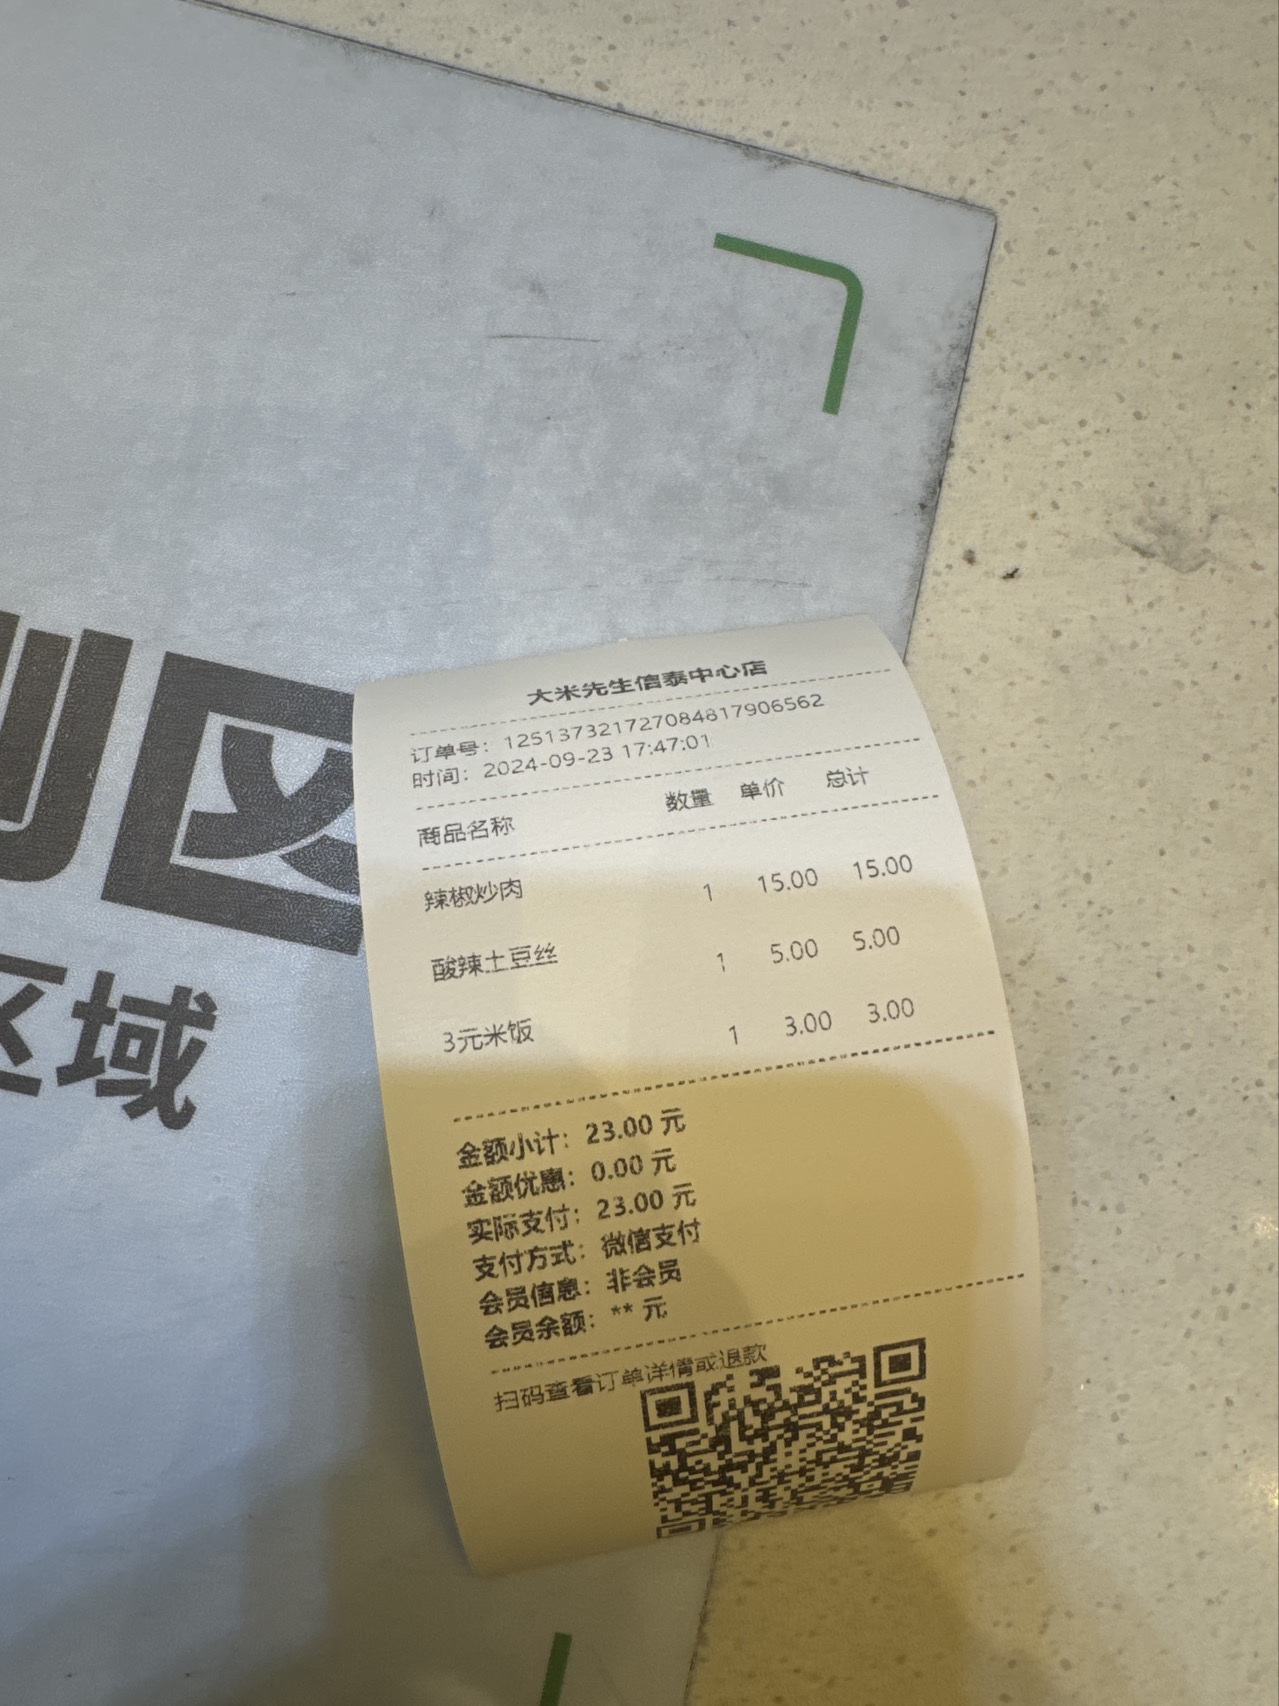 别区
区域
大米先生信泰中心店
订单号：1251373217270848179​06562
时间：2024-09-23 17:47:01
商品名称 数量 单价 总计
辣椒炒肉 1 15.00 15.00
酸辣土豆丝 1 5.00 5.00
3元米饭 1 3.00 3.00
金额小计：23.00 元
金额优惠：0.00 元
实际支付：23.00 元
支付方式：微信支付
会员信息：非会员
会员余额：** 元
扫码查看订单详情或退款